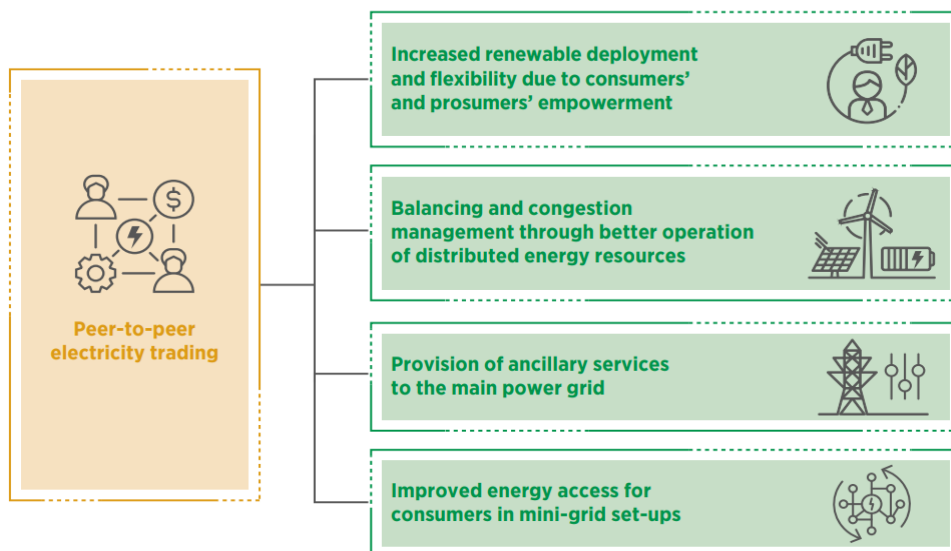 Peer-to-peer
electricity trading
Increased renewable deployment
and flexibility due to consumers’
and prosumers’ empowerment
Balancing and congestion
management through better operation
of distributed energy resources
Provision of ancillary services
to the main power grid
Improved energy access for
consumers in mini-grid set-ups
$